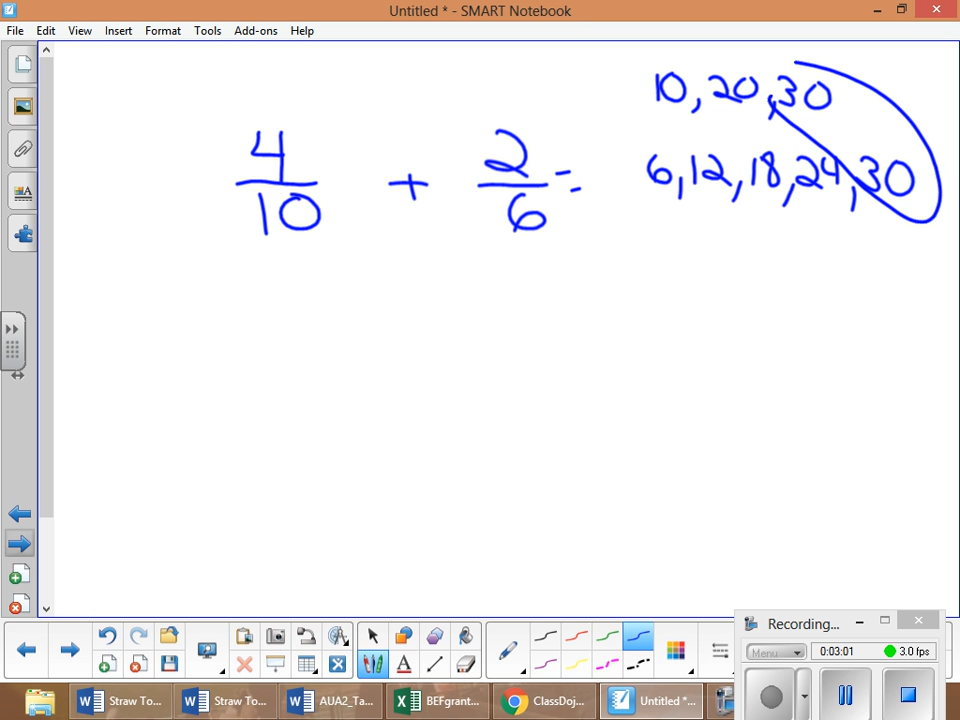 Untitled * - SMART Notebook
File Edit View Insert Format Tools Add-ons Help
10, 20, 30
4/10 + 2/6 =
6, 12, 18, 24, 30
Recording...
Menu 0:03:01 3.0 fps
Straw To... Straw To... AUA2_Ta... BEFgrant... ClassDoj... Untitled *...